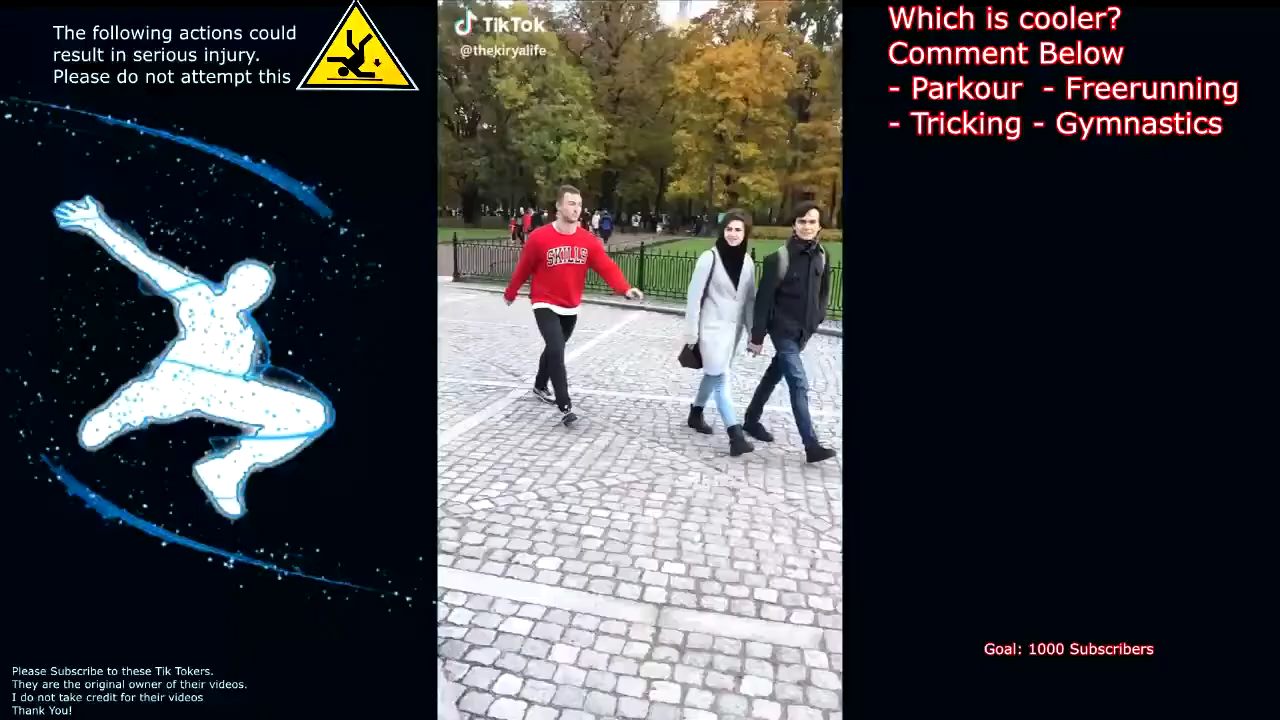 The following actions could
result in serious injury.
Please do not attempt this
TikTok
@thekiryalife
SKILLS
Which is cooler?
Comment Below
- Parkour - Freerunning
- Tricking - Gymnastics
Goal: 1000 Subscribers
Please Subscribe to these Tik Tokers.
They are the original owner of their videos.
I do not take credit for their videos
Thank You!